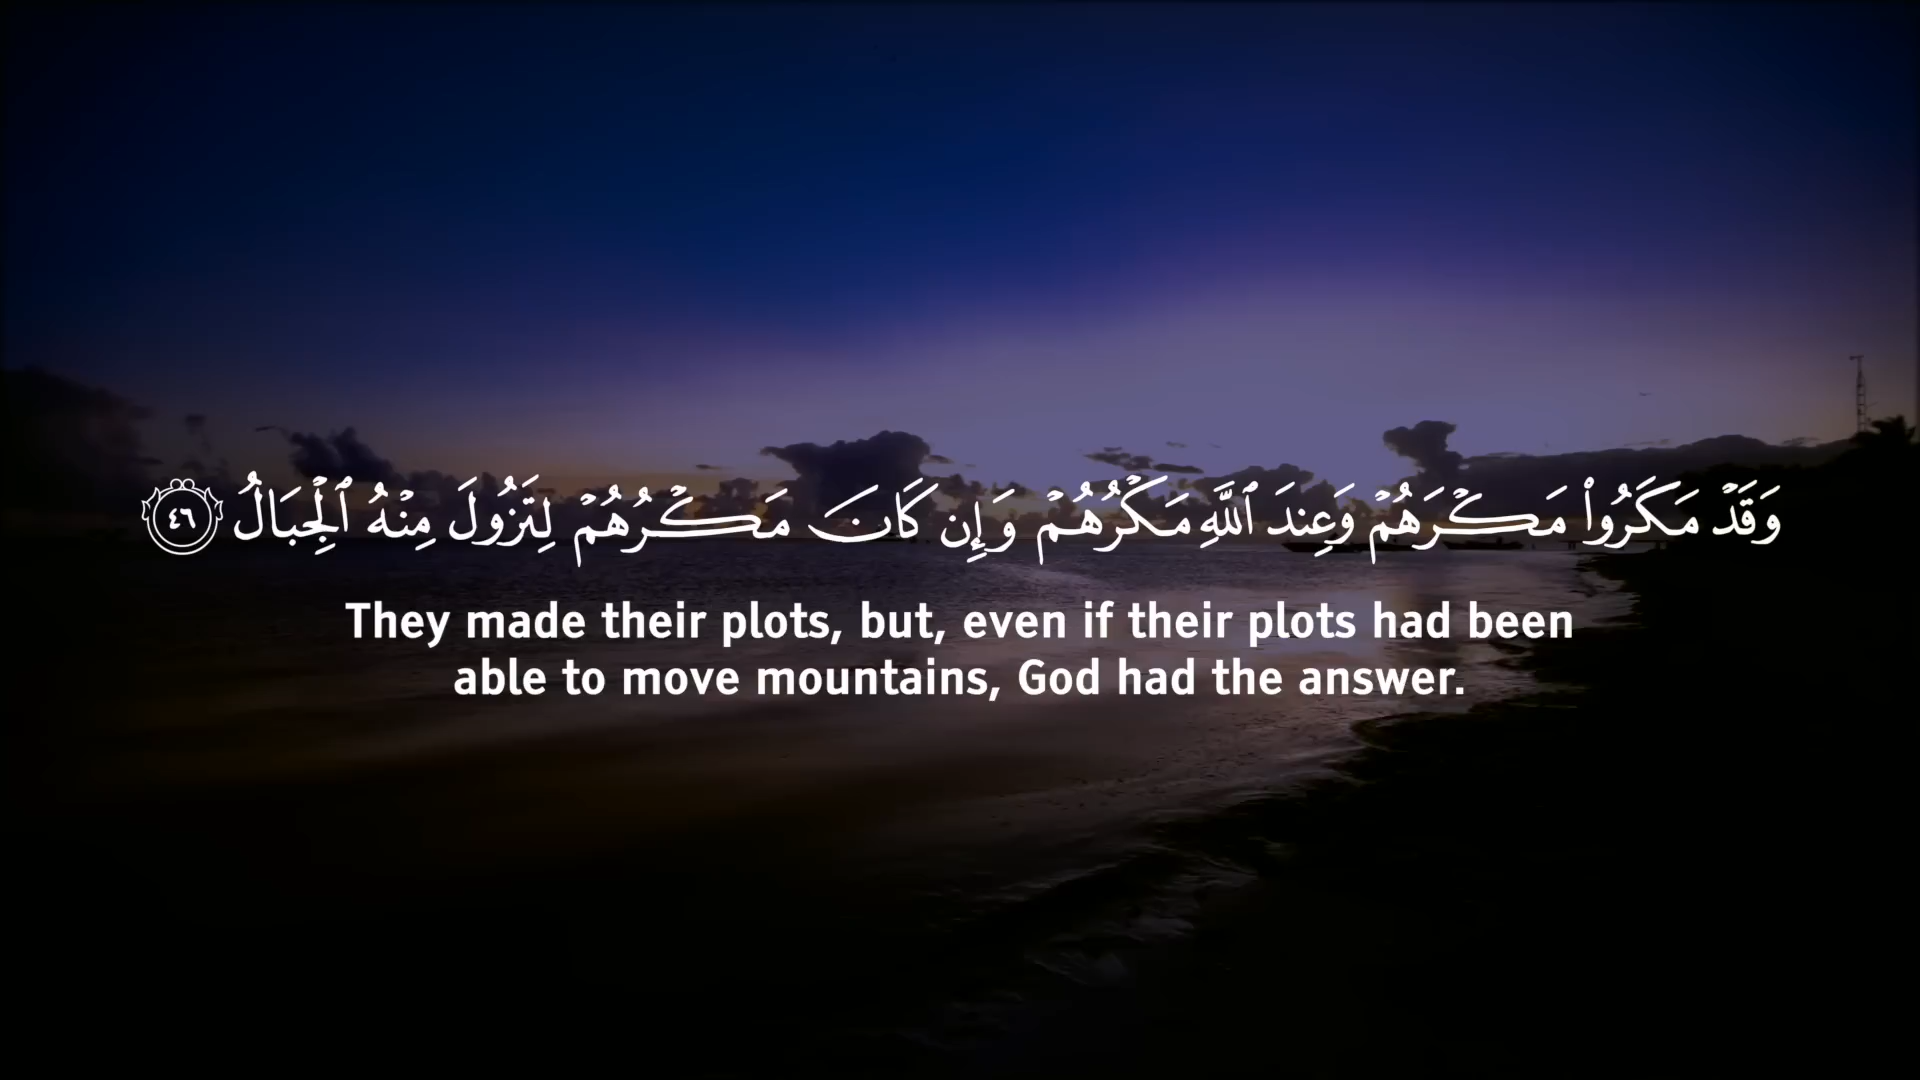 وَقَدْ مَكَرُوا۟ مَكْرَهُمْ وَعِندَ ٱللَّهِ مَكْرُهُمْ وَإِن كَانَ مَكْرُهُمْ لِتَزُولَ مِنْهُ ٱلْجِبَالُ ٤٦
They made their plots, but, even if their plots had been
able to move mountains, God had the answer.